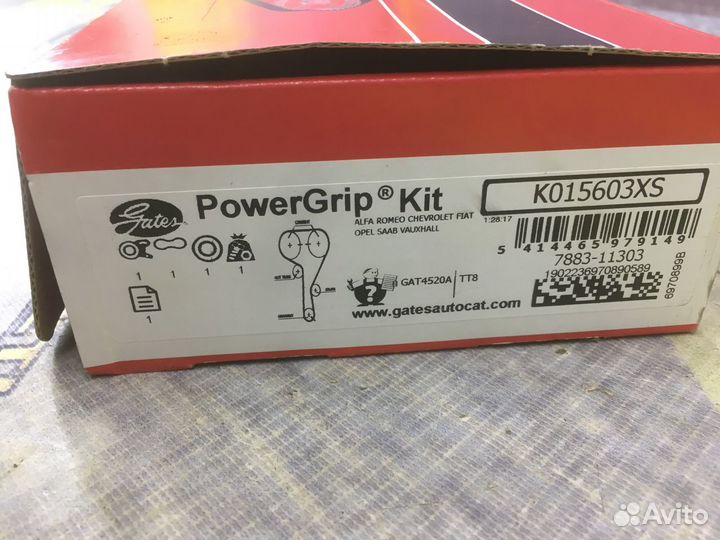 Gates
PowerGrip® Kit
K015603XS
ALFA ROMEO CHEVROLET FIAT
OPEL SAAB VAUXHALL
1:28:17
5 414465 979149
7883-11303
1902236970890589
6970899B
1 1 1 1
1
CAMSHAFT
GAT4520A TT8
www.gatesautocat.com
Avito